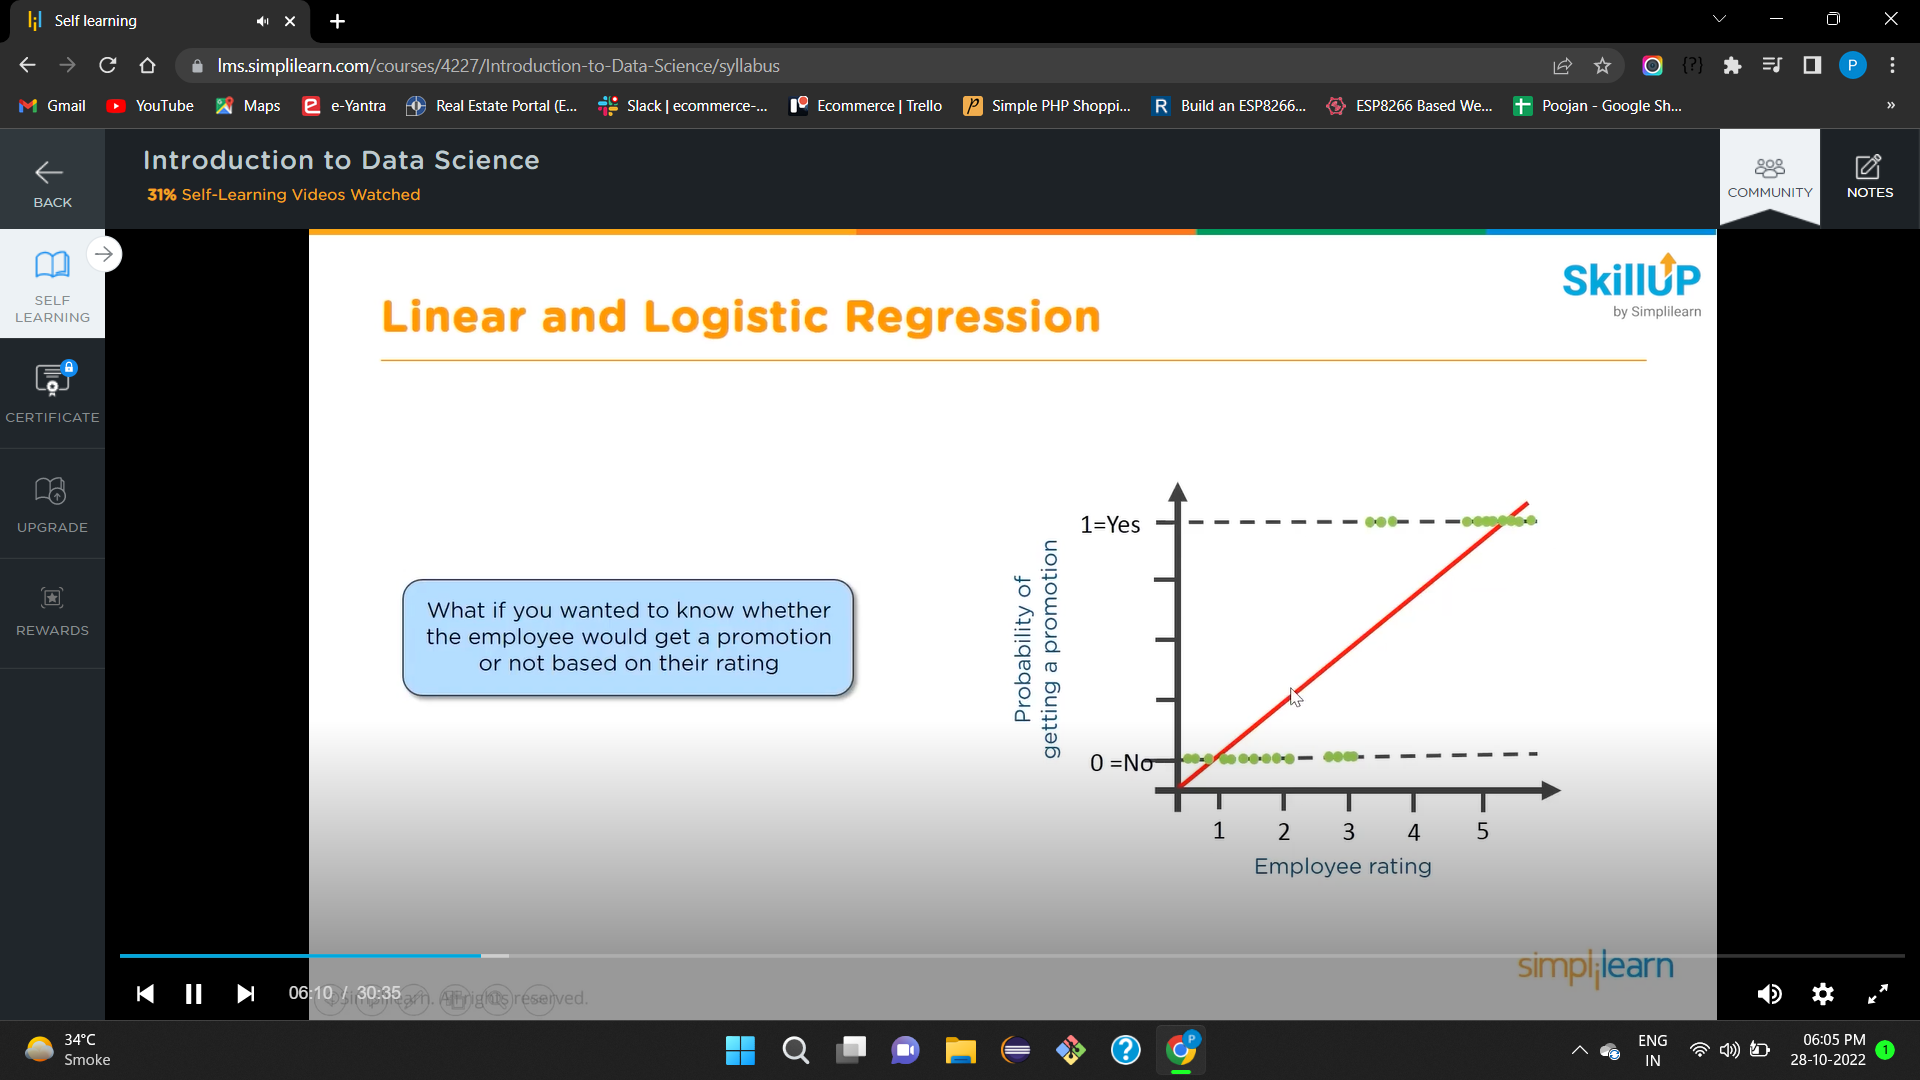 Self learning
lms.simplilearn.com/courses/4227/Introduction-to-Data-Science/syllabus
P
Gmail
YouTube
Maps
e-Yantra
Real Estate Portal (E...
Slack | ecommerce-...
Ecommerce | Trello
Simple PHP Shoppi...
Build an ESP8266...
ESP8266 Based We...
Poojan - Google Sh...
»
BACK
Introduction to Data Science
31% Self-Learning Videos Watched
COMMUNITY
NOTES
SELF
LEARNING
CERTIFICATE
UPGRADE
REWARDS
SkillUP
by Simplilearn
Linear and Logistic Regression
What if you wanted to know whether
the employee would get a promotion
or not based on their rating
Probability of
getting a promotion
1=Yes
0 =No
1 2 3 4 5
Employee rating
simplilearn
06:10 / 30:35
©Simplilearn. All rights reserved.
34°C
Smoke
P
ENG
IN
06:05 PM
28-10-2022
1